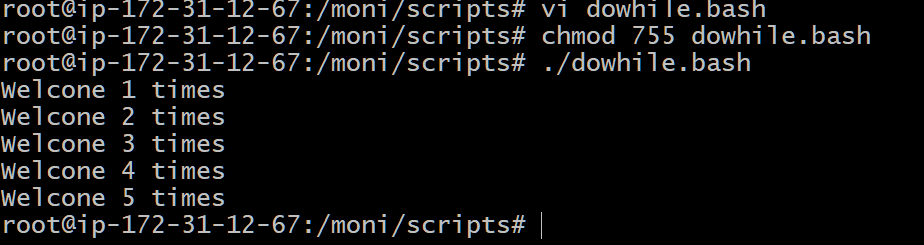 root@ip-172-31-12-67:/moni/scripts# vi dowhile.bash
root@ip-172-31-12-67:/moni/scripts# chmod 755 dowhile.bash
root@ip-172-31-12-67:/moni/scripts# ./dowhile.bash
Welcone 1 times
Welcone 2 times
Welcone 3 times
Welcone 4 times
Welcone 5 times
root@ip-172-31-12-67:/moni/scripts#